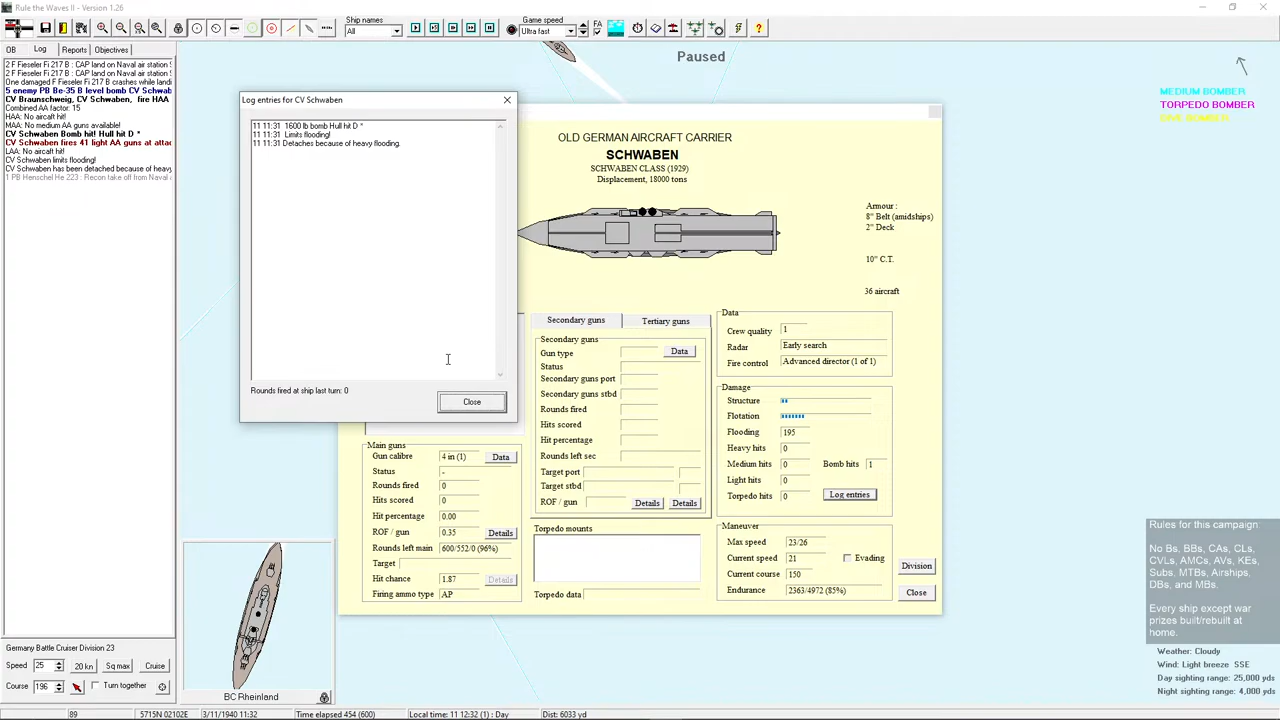 Rule the Waves II - Version 1.26
Ship names
All
Game speed
Ultra fast
FA
OB
Log
Reports
Objectives
2 F Fieseler Fi 217 B : CAP land on Naval air station
2 F Fieseler Fi 217 B : CAP land on Naval air station
One damaged F Fieseler Fi 217 B crashes while landi
5 enemy PB Be-35 B level bomb CV Schwab
CV Braunschweig, CV Schwaben, fire HAA
Combined AA factor: 15
HAA: No aircraft hit!
MAA: No medium AA guns available!
CV Schwaben Bomb hit! Hull hit D *
CV Schwaben fires 41 light AA guns at attac
LAA: No aircraft hit!
CV Schwaben limits flooding!
CV Schwaben has been detached because of heavy
1 PB Henschel He 223 : Recon take off from Naval
Paused
MEDIUM BOMBER
TORPEDO BOMBER
Log entries for CV Schwaben
11 11:31 1600 lb bomb Hull hit D *
11 11:31 Limits flooding!
11 11:31 Detaches because of heavy flooding.
Rounds fired at ship last turn: 0
Close
OLD GERMAN AIRCRAFT CARRIER
SCHWABEN
SCHWABEN CLASS (1929)
Displacement, 18000 tons
Armour :
8" Belt (amidships)
2" Deck
10" C.T.
36 aircraft
Main guns
Gun calibre 4 in (1) Data
Status -
Rounds fired 0
Hits scored 0
Hit percentage 0.00
ROF / gun 0.35 Details
Rounds left main 600/552/0 (96%)
Target
Hit chance 1.87 Details
Firing ammo type AP
Secondary guns
Tertiary guns
Secondary guns
Gun type Data
Status
Secondary guns port
Secondary guns stbd
Rounds fired
Hits scored
Hit percentage
Rounds left sec
Target port
Target stbd
ROF / gun Details Details
Torpedo mounts
Torpedo data
Data
Crew quality 1
Radar Early search
Fire control Advanced director (1 of 1)
Damage
Structure
Flotation
Flooding 195
Heavy hits 0
Medium hits 0 Bomb hits 1
Light hits 0
Torpedo hits 0 Log entries
Maneuver
Max speed 23/26
Current speed 21 Evading
Current course 150
Endurance 2363/4972 (85%)
Division
Close
Rules for this campaign:
No Bs, BBs, CAs, CLs,
CVLs, AMCs, AVs, KEs,
Subs, MTBs, Airships,
DBs, and MBs.
Every ship except war
prizes built/rebuilt at
home.
Weather: Cloudy
Wind: Light breeze SSE
Day sighting range: 25,000 yds
Night sighting range: 4,000 yds
BC Rheinland
Germany Battle Cruiser Division 23
Speed 25 20 kn Sq max Cruise
Course 196 Turn together
89
5715N 02102E
3/11/1940 11:32
Time elapsed 454 (600)
Local time: 11 12:32 (1) : Day
Dist: 6033 yd